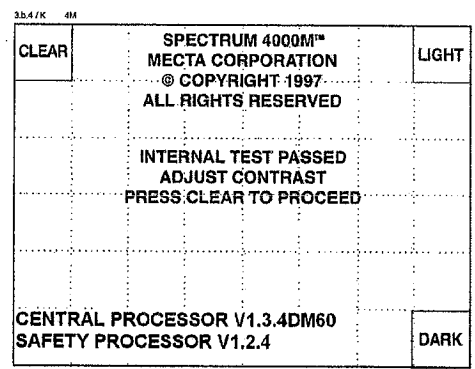 3.b.4 / K 4M
CLEAR
SPECTRUM 4000M™
MECTA CORPORATION
© COPYRIGHT 1997
ALL RIGHTS RESERVED
LIGHT
INTERNAL TEST PASSED
ADJUST CONTRAST
PRESS CLEAR TO PROCEED
CENTRAL PROCESSOR V1.3.4DM60
SAFETY PROCESSOR V1.2.4
DARK